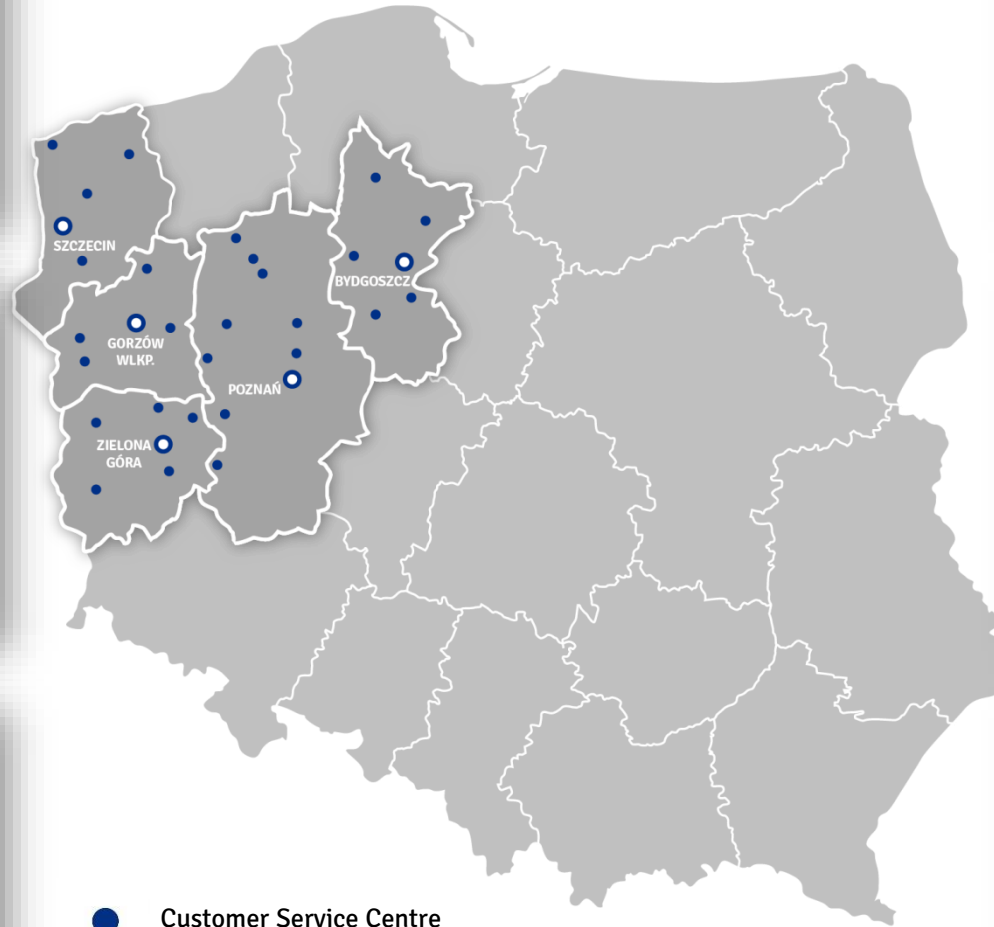 SZCZECIN
BYDGOSZCZ
GORZÓW
WLKP.
POZNAŃ
ZIELONA
GÓRA
Customer Service Centre